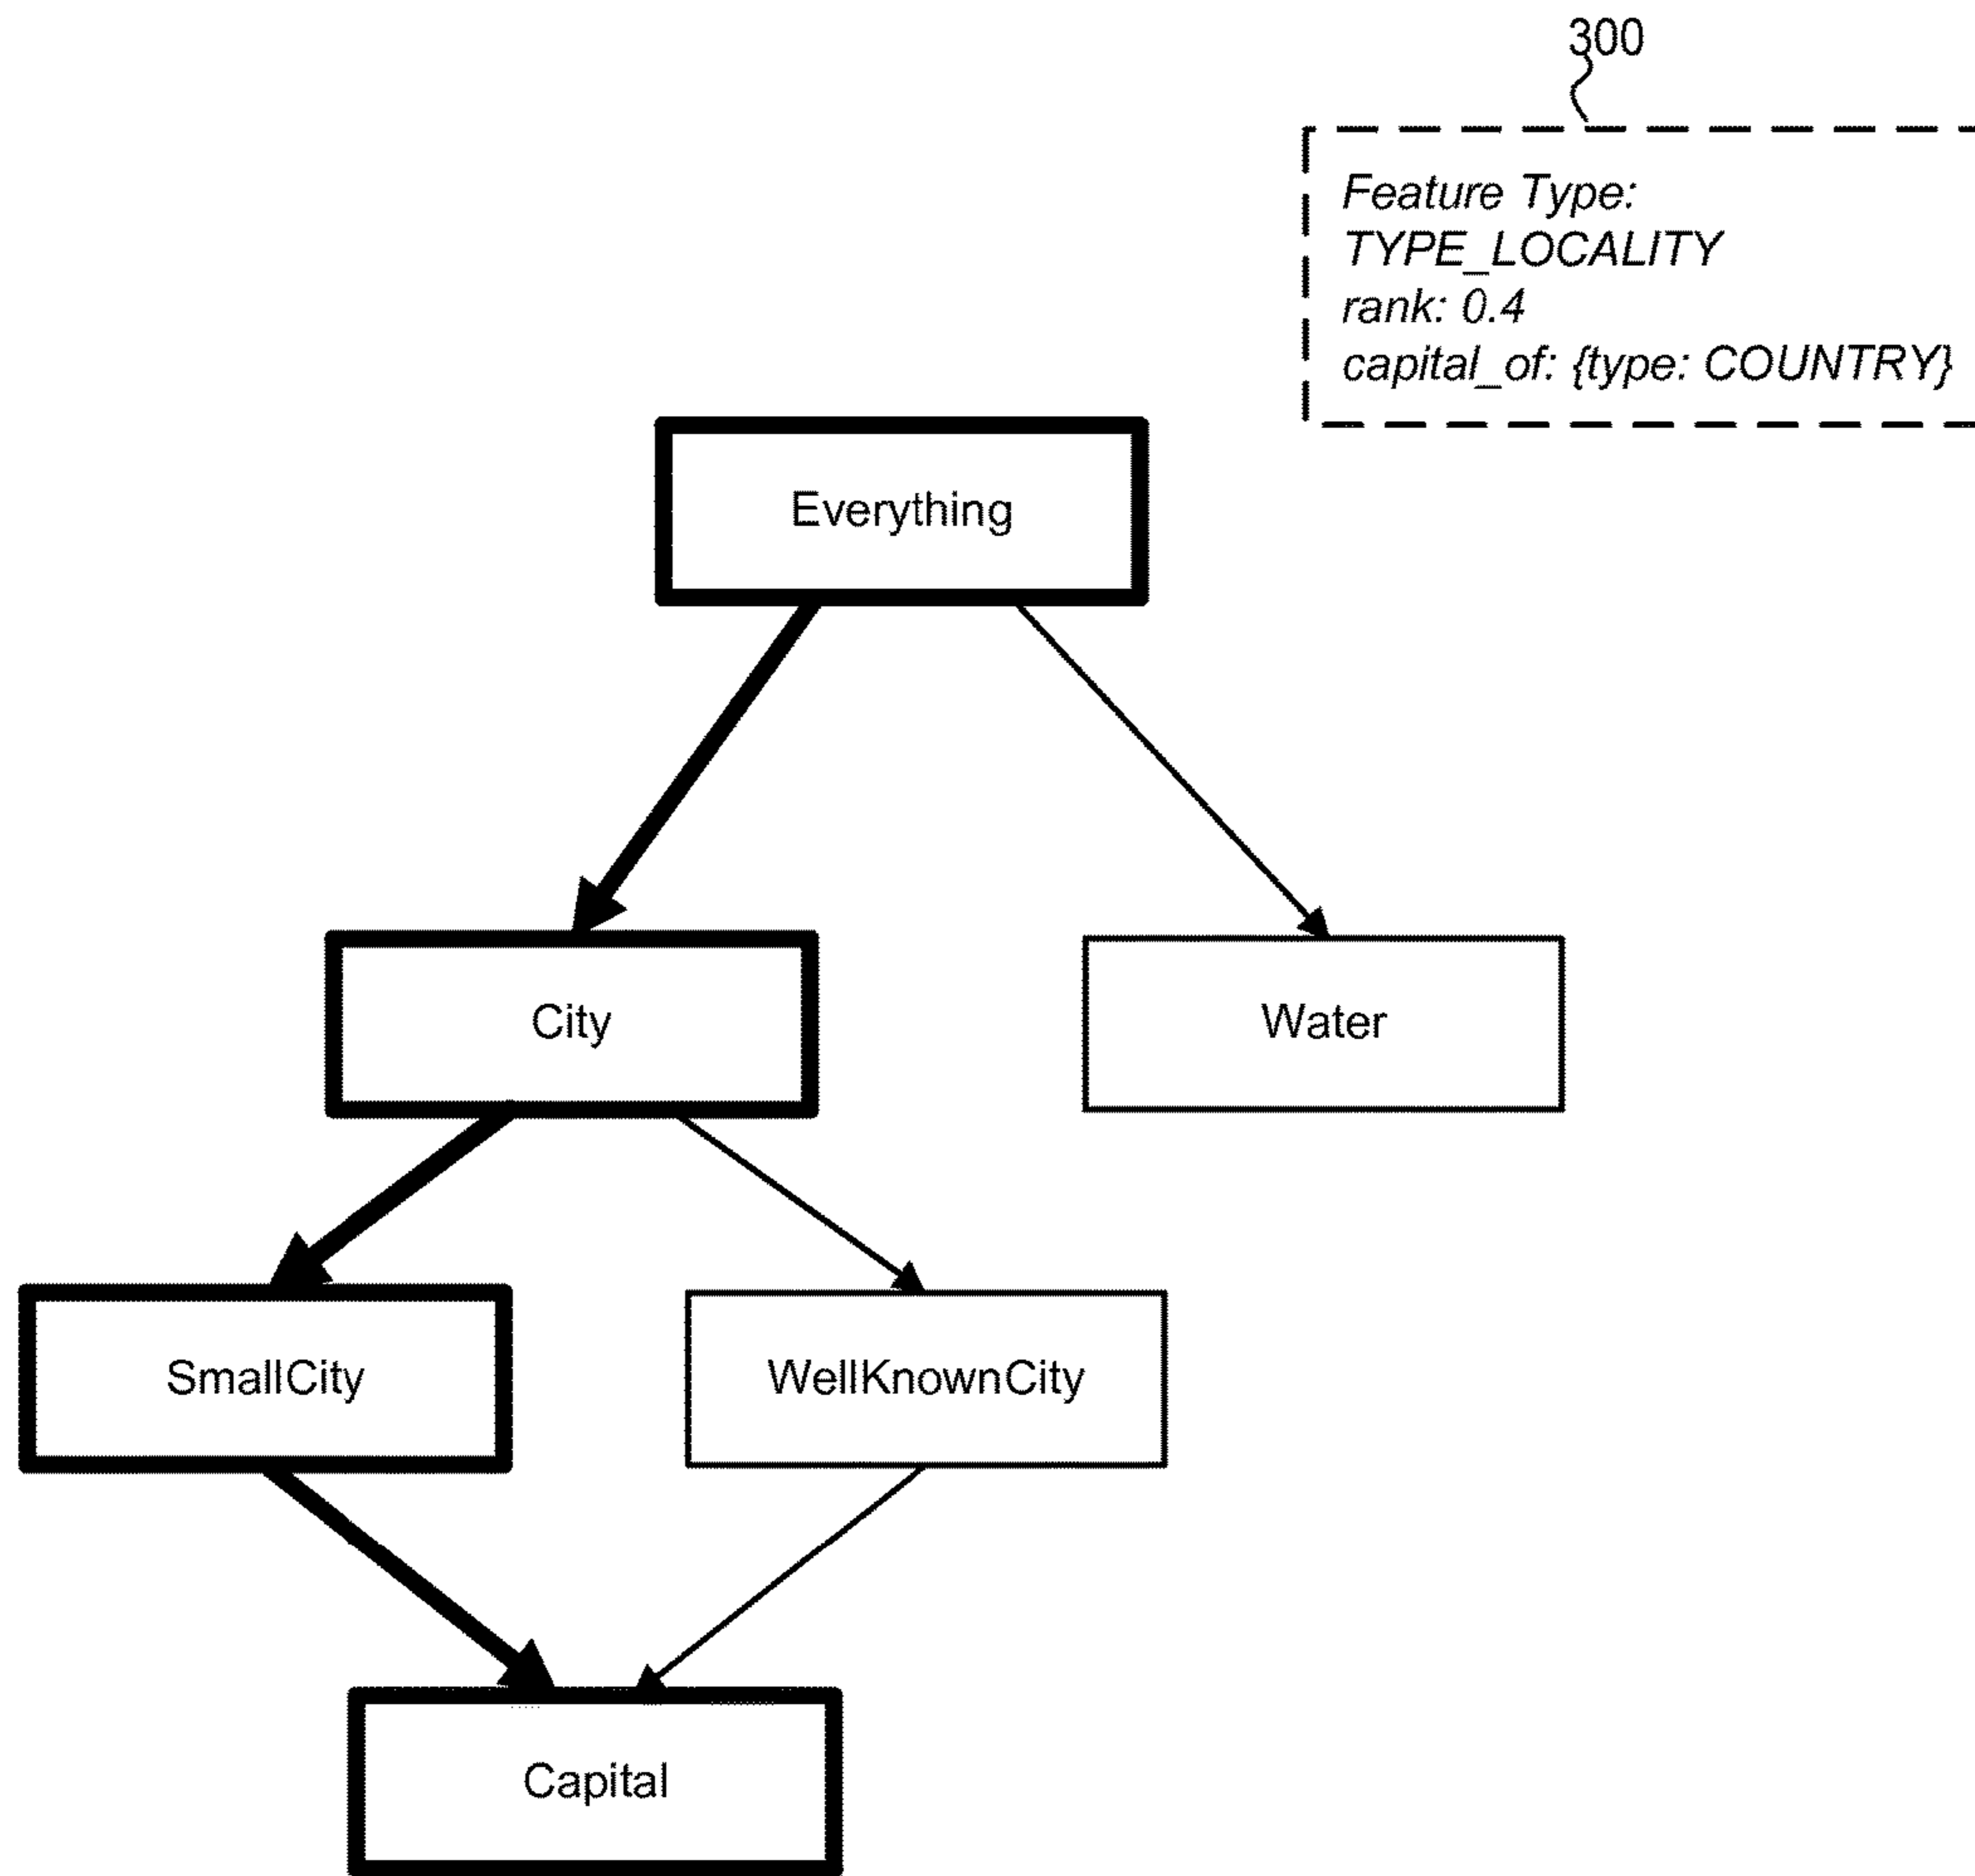 300
Feature Type:
TYPE_LOCALITY
rank: 0.4
capital_of: {type: COUNTRY}
Everything
City
Water
SmallCity
WellKnownCity
Capital